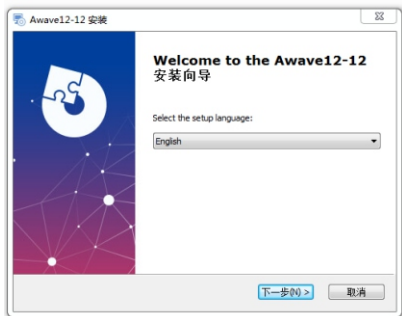 Awave12-12 安装
Welcome to the Awave12-12
安装向导
Select the setup language:
English
下一步(N) >
取消